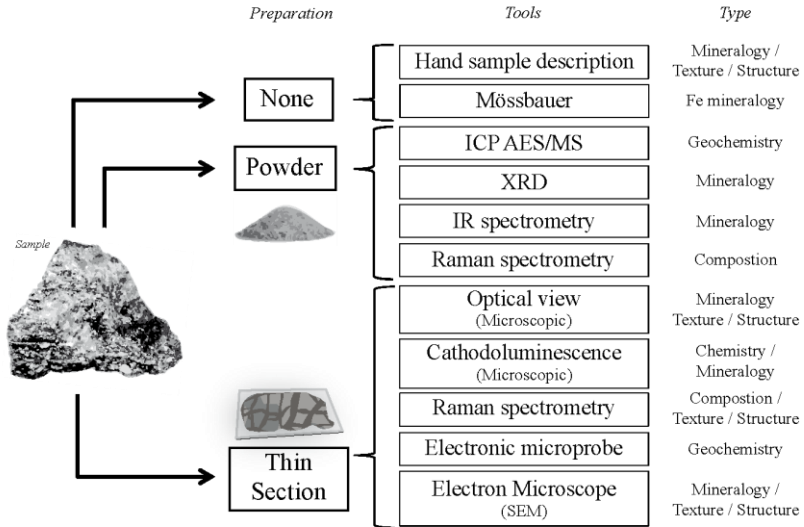 Preparation Tools Type
Hand sample description Mineralogy /
Texture / Structure
None
Mössbauer Fe mineralogy
ICP AES/MS Geochemistry
Powder
XRD Mineralogy
IR spectrometry Mineralogy
Sample
Raman spectrometry Compostion
Optical view
(Microscopic)
Mineralogy
Texture / Structure
Cathodoluminescence
(Microscopic)
Chemistry /
Mineralogy
Raman spectrometry
Compostion /
Texture / Structure
Electronic microprobe Geochemistry
Thin
Section
Electron Microscope
(SEM)
Mineralogy /
Texture / Structure